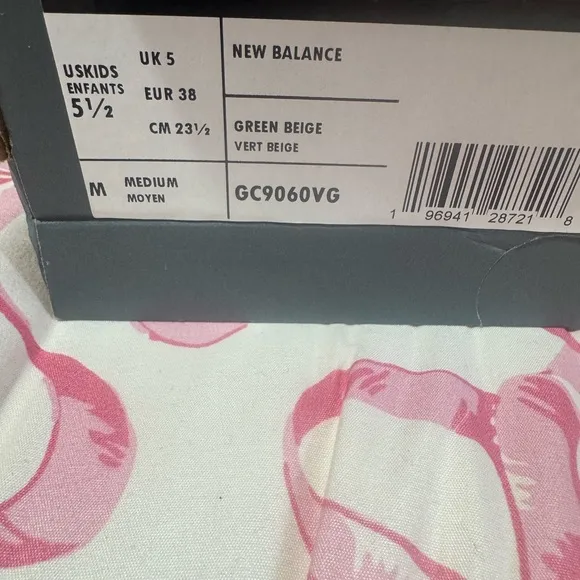 USKIDS
ENFANTS
5½
UK 5
EUR 38
CM 23½
NEW BALANCE
GREEN BEIGE
VERT BEIGE
M
MEDIUM
MOYEN
GC9060VG
1 96941 28721 8